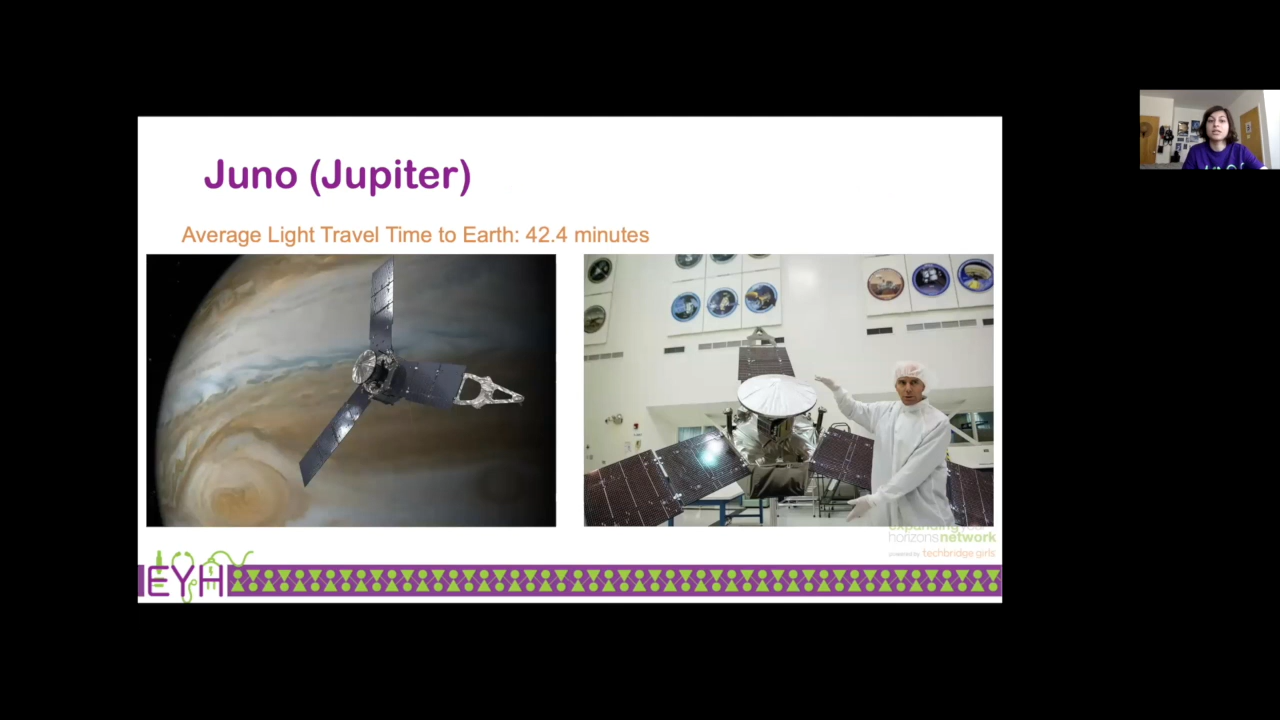 Juno (Jupiter)
Average Light Travel Time to Earth: 42.4 minutes
expanding your
horizons network
powered by techbridge girls
EYH